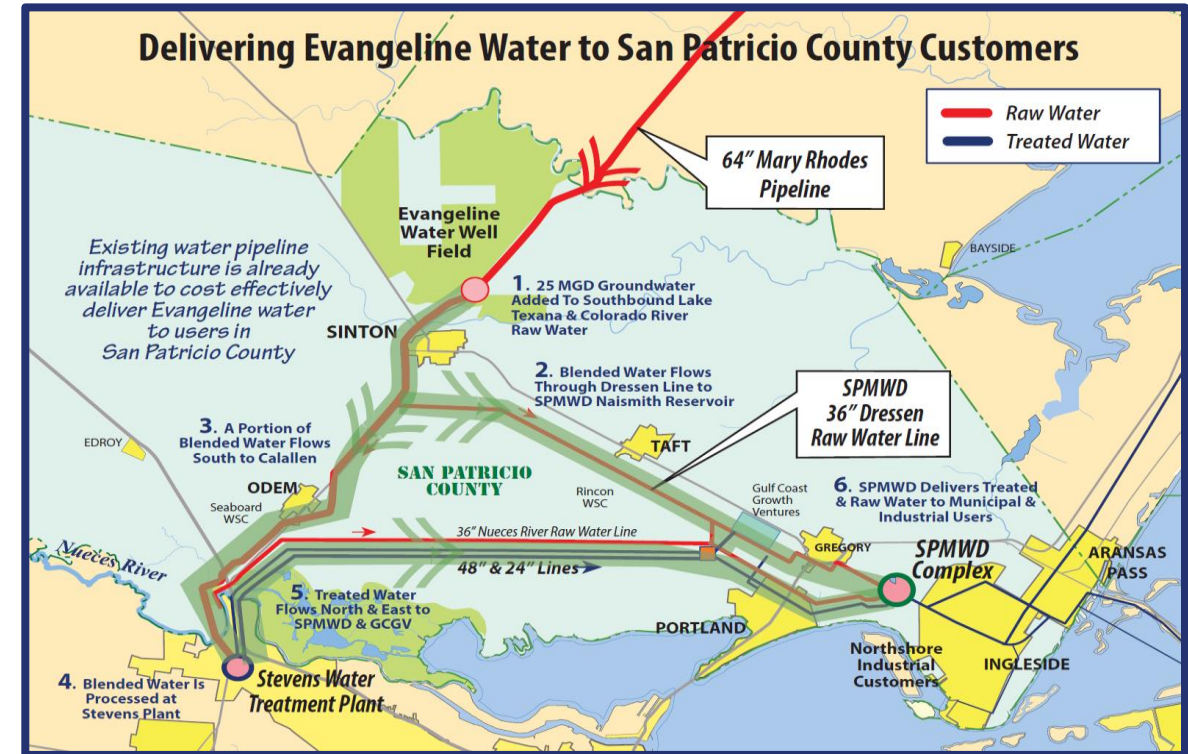 Delivering Evangeline Water to San Patricio County Customers
Raw Water
Treated Water
64" Mary Rhodes
Pipeline
Evangeline
Water Well
Field
BAYSIDE
Existing water pipeline
infrastructure is already
available to cost effectively
deliver Evangeline water
to users in
San Patricio County
1. 25 MGD Groundwater
Added To Southbound Lake
Texana & Colorado River
Raw Water
SINTON
2. Blended Water Flows
Through Dressen Line to
SPMWD Naismith Reservoir
SPMWD
36" Dressen
Raw Water Line
3. A Portion of
Blended Water Flows
South to Calallen
EDROY
TAFT
ODEM
SAN PATRICIO
COUNTY
Seaboard
WSC
Rincon
WSC
Gulf Coast
Growth
Ventures
6. SPMWD Delivers Treated
& Raw Water to Municipal &
Industrial Users
36" Nueces River Raw Water Line
48" & 24" Lines
GREGORY
SPMWD
Complex
ARANSAS
PASS
Nueces River
5. Treated Water
Flows North & East to
SPMWD & GCGV
PORTLAND
Northshore
Industrial
Customers
INGLESIDE
4. Blended Water Is
Processed at
Stevens Plant
Stevens Water
Treatment Plant